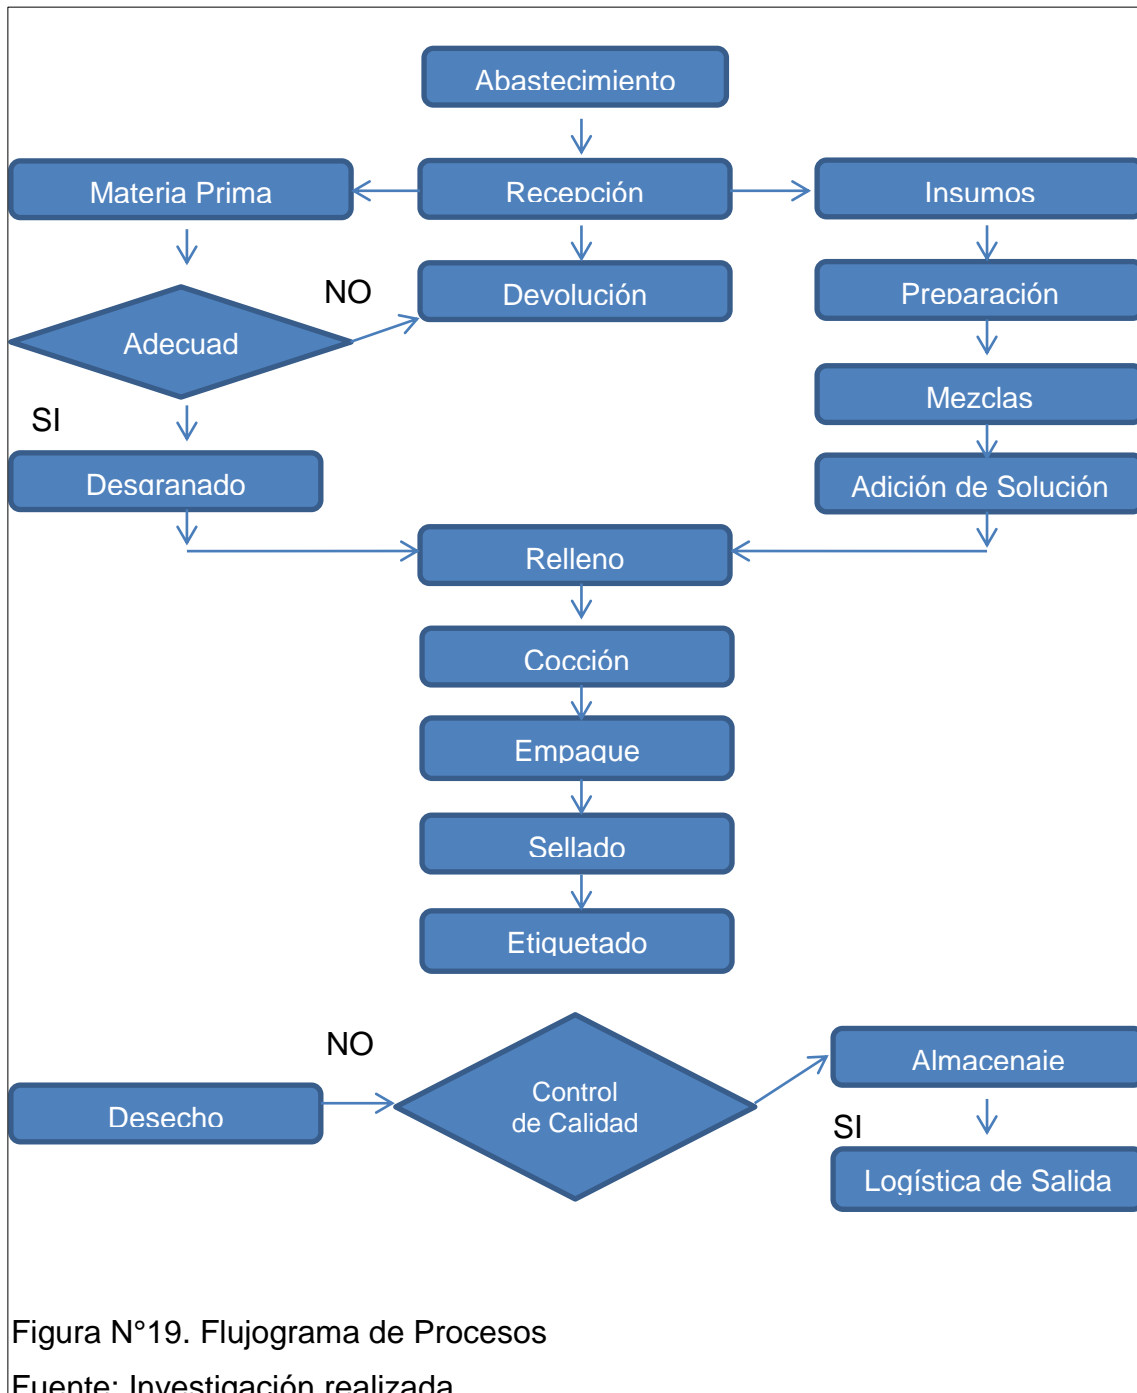 Abastecimiento
Materia Prima
Recepción
Insumos
NO
Devolución
Preparación
Adecuad
SI
Mezclas
Desgranado
Adición de Solución
Relleno
Cocción
Empaque
Sellado
Etiquetado
NO
Almacenaje
Control
de Calidad
Desecho
SI
Logística de Salida
Figura N°19. Flujograma de Procesos
Fuente: Investigación realizada